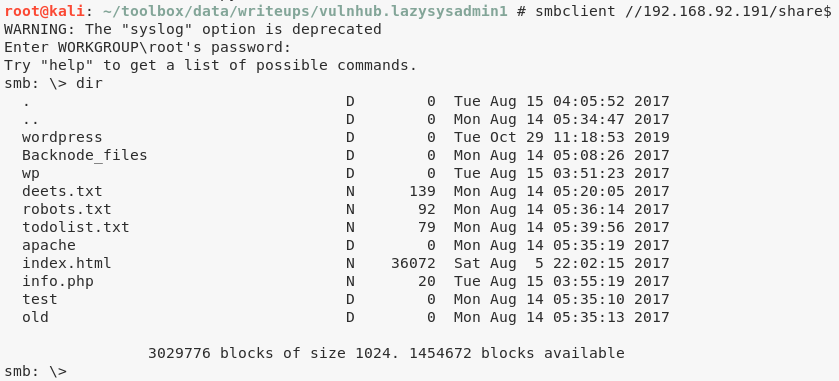 root@kali: ~/toolbox/data/writeups/vulnhub.lazysysadmin1 # smbclient //192.168.92.191/share$
WARNING: The "syslog" option is deprecated
Enter WORKGROUP\root's password:
Try "help" to get a list of possible commands.
smb: \> dir
  .                                   D        0  Tue Aug 15 04:05:52 2017
  ..                                  D        0  Mon Aug 14 05:34:47 2017
  wordpress                           D        0  Tue Oct 29 11:18:53 2019
  Backnode_files                      D        0  Mon Aug 14 05:08:26 2017
  wp                                  D        0  Tue Aug 15 03:51:23 2017
  deets.txt                           N      139  Mon Aug 14 05:20:05 2017
  robots.txt                          N       92  Mon Aug 14 05:36:14 2017
  todolist.txt                        N       79  Mon Aug 14 05:39:56 2017
  apache                              D        0  Mon Aug 14 05:35:19 2017
  index.html                          N    36072  Sat Aug  5 22:02:15 2017
  info.php                            N       20  Tue Aug 15 03:55:19 2017
  test                                D        0  Mon Aug 14 05:35:10 2017
  old                                 D        0  Mon Aug 14 05:35:13 2017
                3029776 blocks of size 1024. 1454672 blocks available
smb: \>